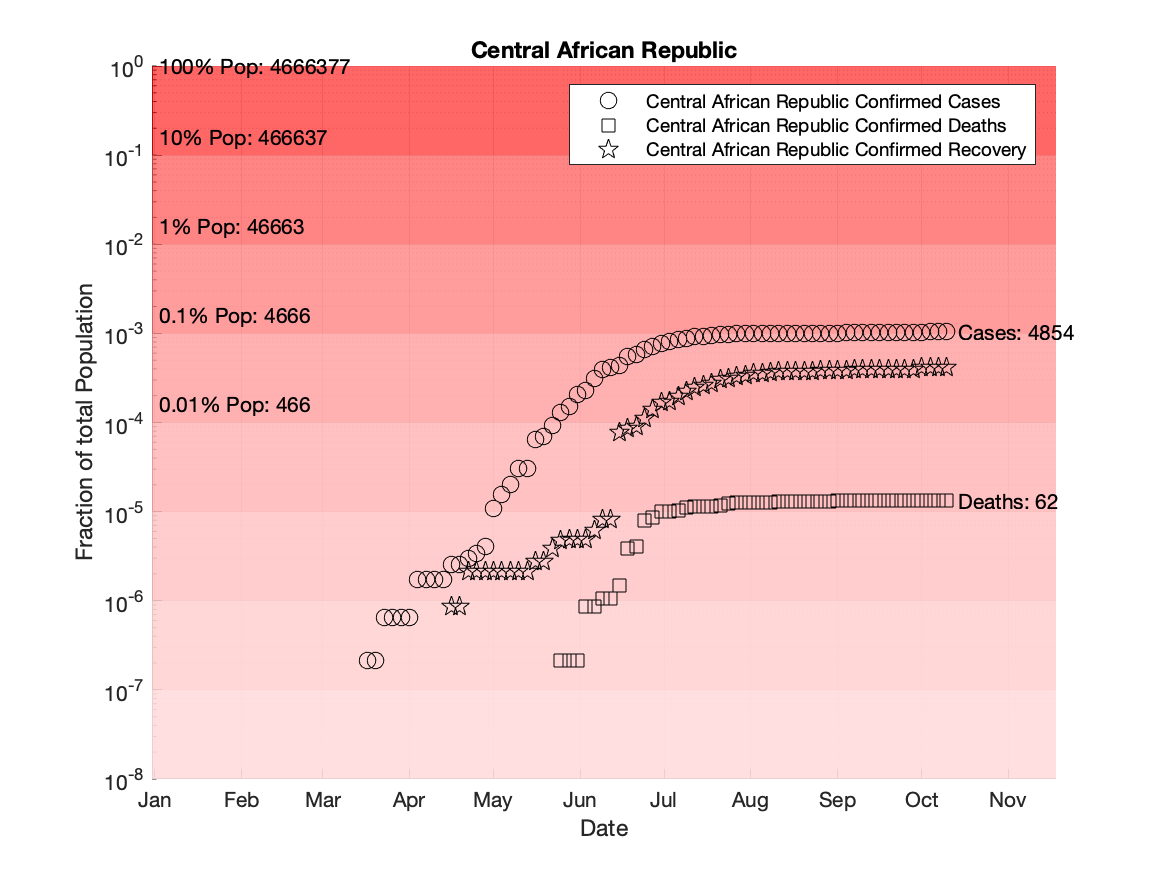 Central African Republic
10^0
100% Pop: 4666377
Central African Republic Confirmed Cases
Central African Republic Confirmed Deaths
Central African Republic Confirmed Recovery
10% Pop: 466637
10^-1
1% Pop: 46663
10^-2
0.1% Pop: 4666
10^-3
Cases: 4854
0.01% Pop: 466
10^-4
10^-5
Deaths: 62
10^-6
10^-7
10^-8
Fraction of total Population
Jan Feb Mar Apr May Jun Jul Aug Sep Oct Nov
Date